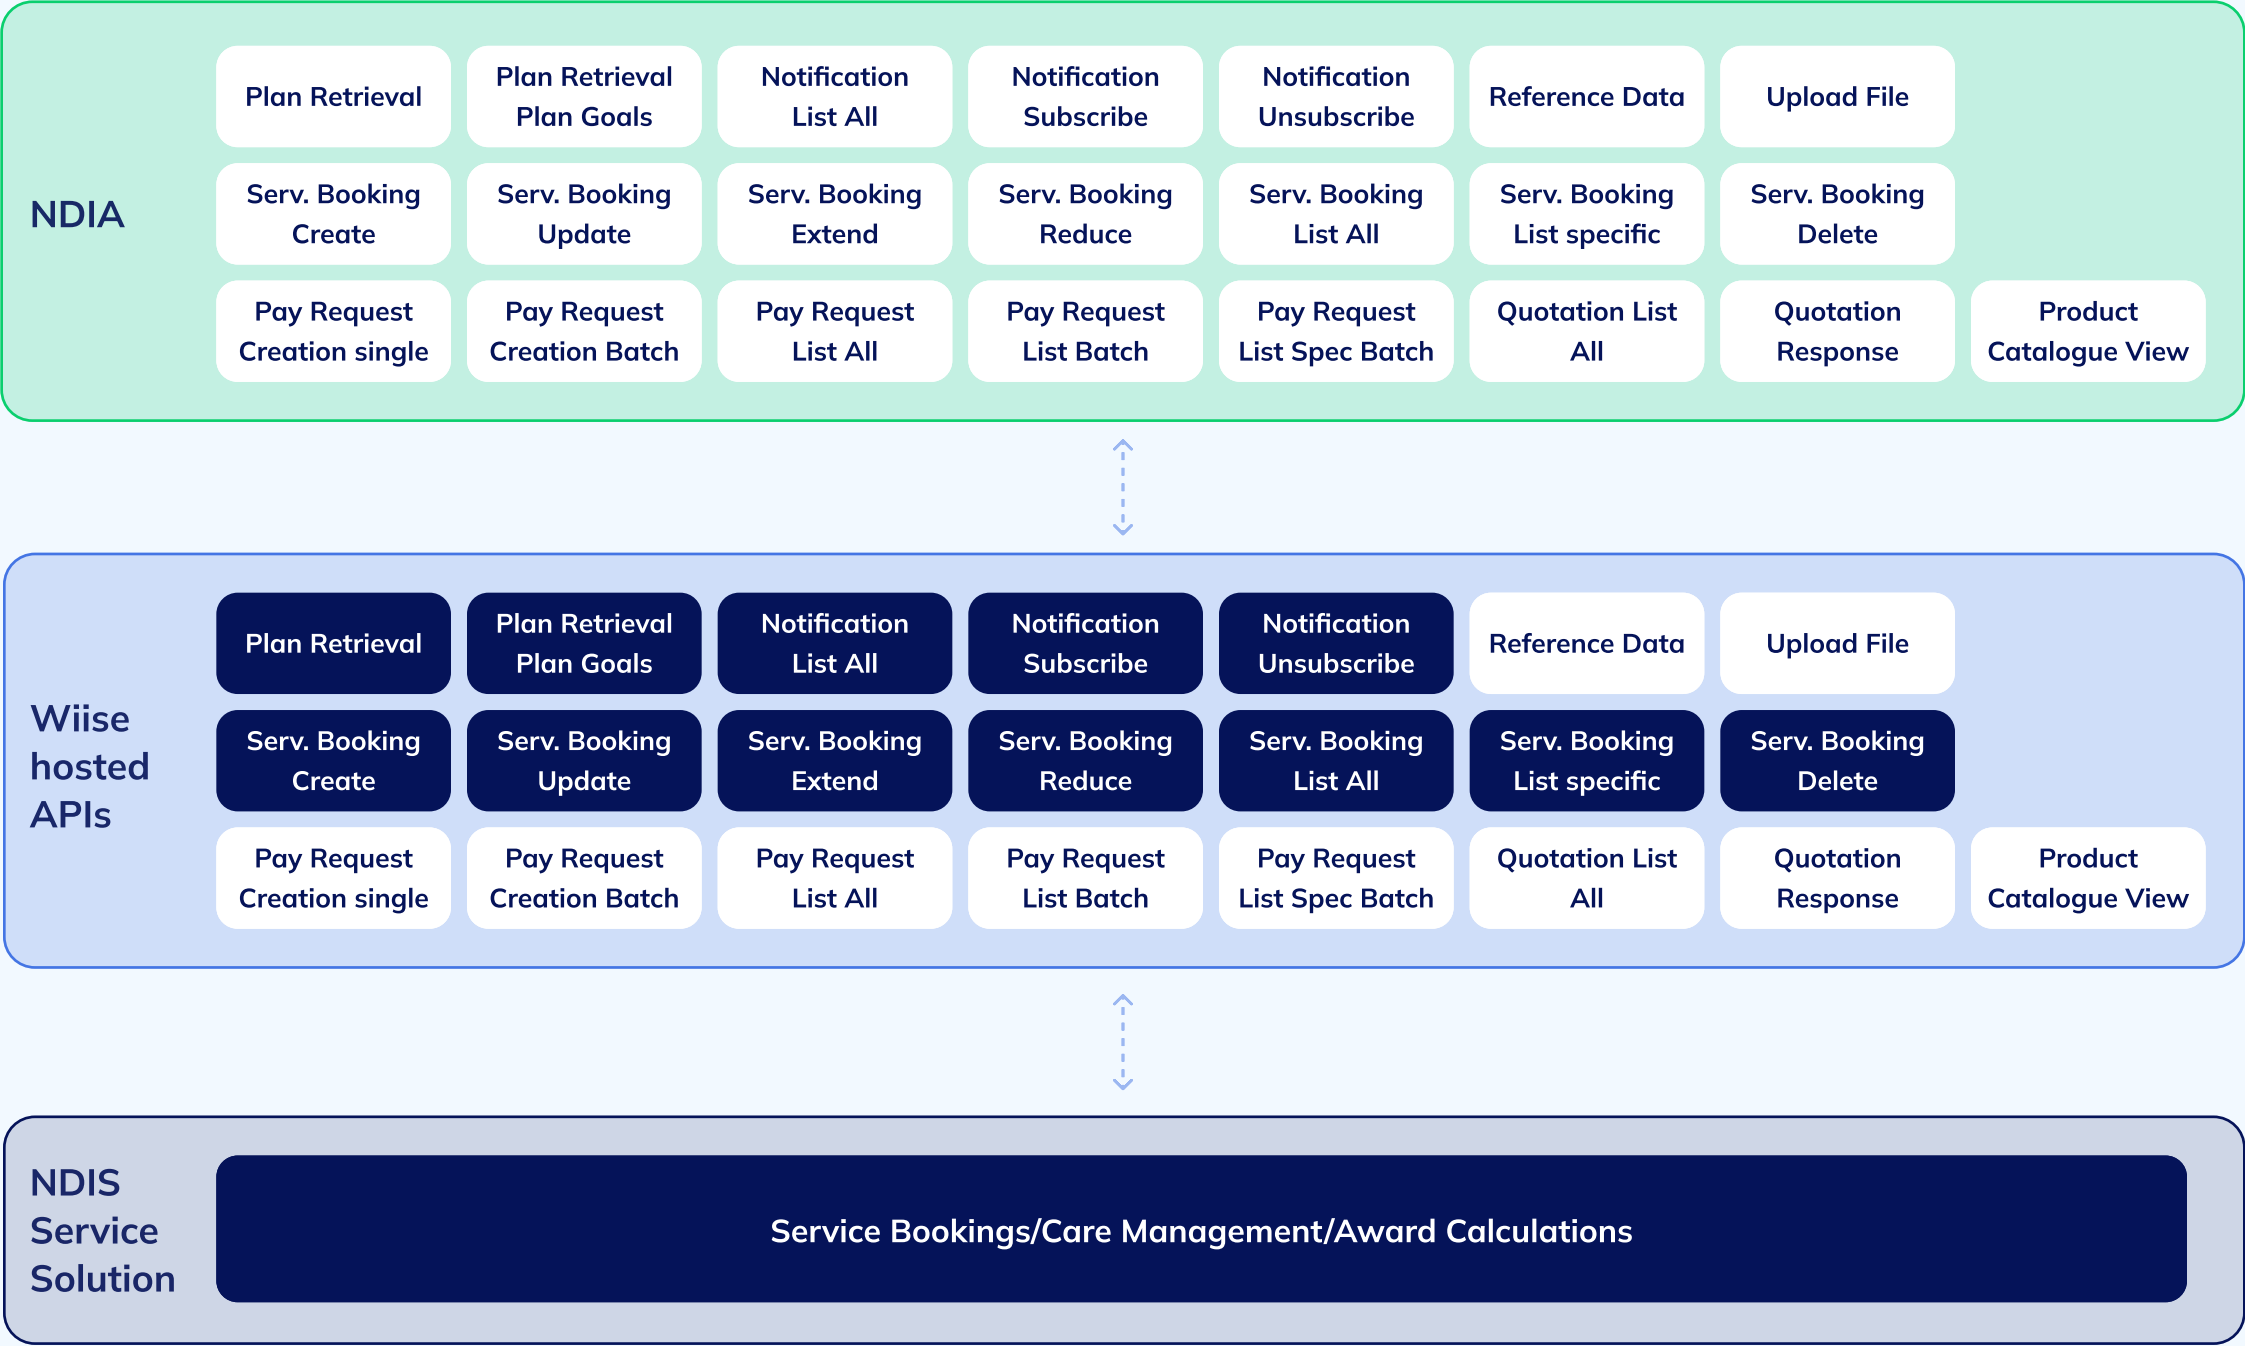 NDIA
Plan Retrieval
Plan Retrieval
Plan Goals
Notification
List All
Notification
Subscribe
Notification
Unsubscribe
Reference Data
Upload File
Serv. Booking
Create
Serv. Booking
Update
Serv. Booking
Extend
Serv. Booking
Reduce
Serv. Booking
List All
Serv. Booking
List specific
Serv. Booking
Delete
Pay Request
Creation single
Pay Request
Creation Batch
Pay Request
List All
Pay Request
List Batch
Pay Request
List Spec Batch
Quotation List
All
Quotation
Response
Product
Catalogue View
Wiise
hosted
APIs
Plan Retrieval
Plan Retrieval
Plan Goals
Notification
List All
Notification
Subscribe
Notification
Unsubscribe
Reference Data
Upload File
Serv. Booking
Create
Serv. Booking
Update
Serv. Booking
Extend
Serv. Booking
Reduce
Serv. Booking
List All
Serv. Booking
List specific
Serv. Booking
Delete
Pay Request
Creation single
Pay Request
Creation Batch
Pay Request
List All
Pay Request
List Batch
Pay Request
List Spec Batch
Quotation List
All
Quotation
Response
Product
Catalogue View
NDIS
Service
Solution
Service Bookings/Care Management/Award Calculations